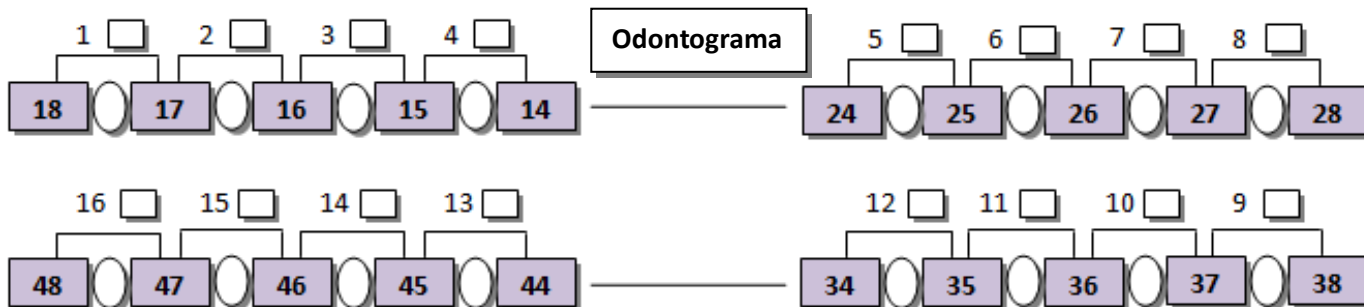 1 2 3 4 Odontograma 5 6 7 8
18 17 16 15 14 24 25 26 27 28
16 15 14 13 12 11 10 9
48 47 46 45 44 34 35 36 37 38